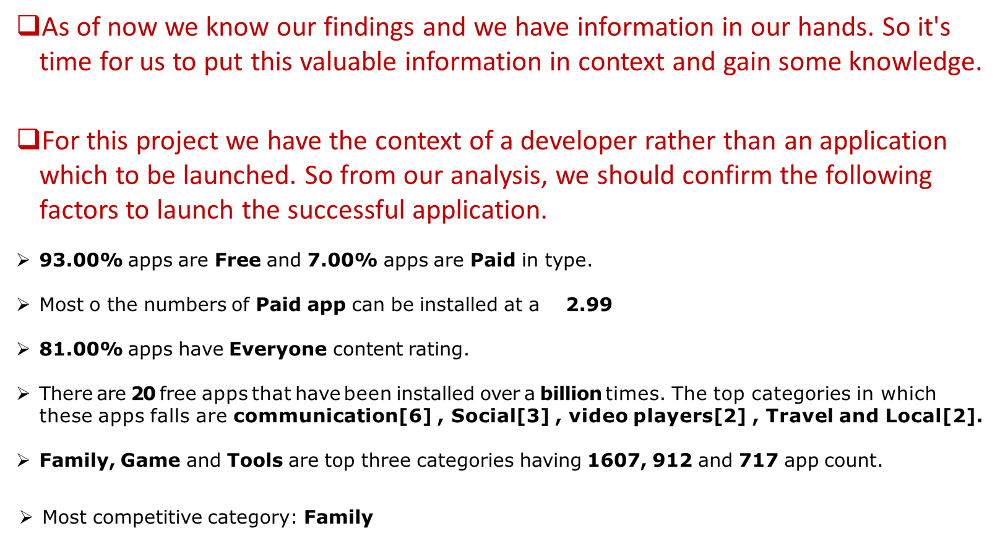 ❑As of now we know our findings and we have information in our hands. So it's
time for us to put this valuable information in context and gain some knowledge.
❑For this project we have the context of a developer rather than an application
which to be launched. So from our analysis, we should confirm the following
factors to launch the successful application.
➢ 93.00% apps are Free and 7.00% apps are Paid in type.
➢ Most o the numbers of Paid app can be installed at a 2.99
➢ 81.00% apps have Everyone content rating.
➢ There are 20 free apps that have been installed over a billion times. The top categories in which
these apps falls are communication[6] , Social[3] , video players[2] , Travel and Local[2].
➢ Family, Game and Tools are top three categories having 1607, 912 and 717 app count.
➢ Most competitive category: Family